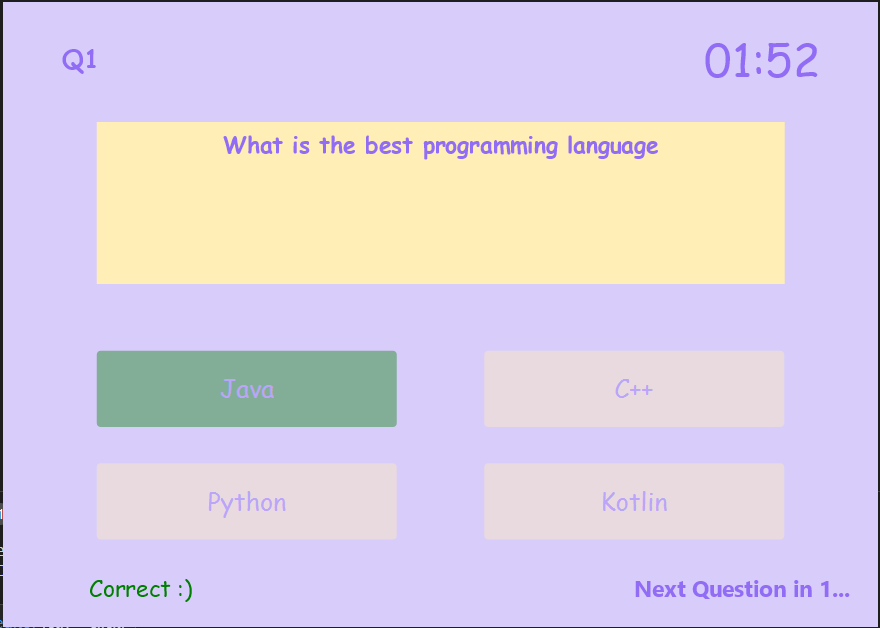 Q1
01:52
What is the best programming language
Java
C++
Python
Kotlin
Correct :)
Next Question in 1...